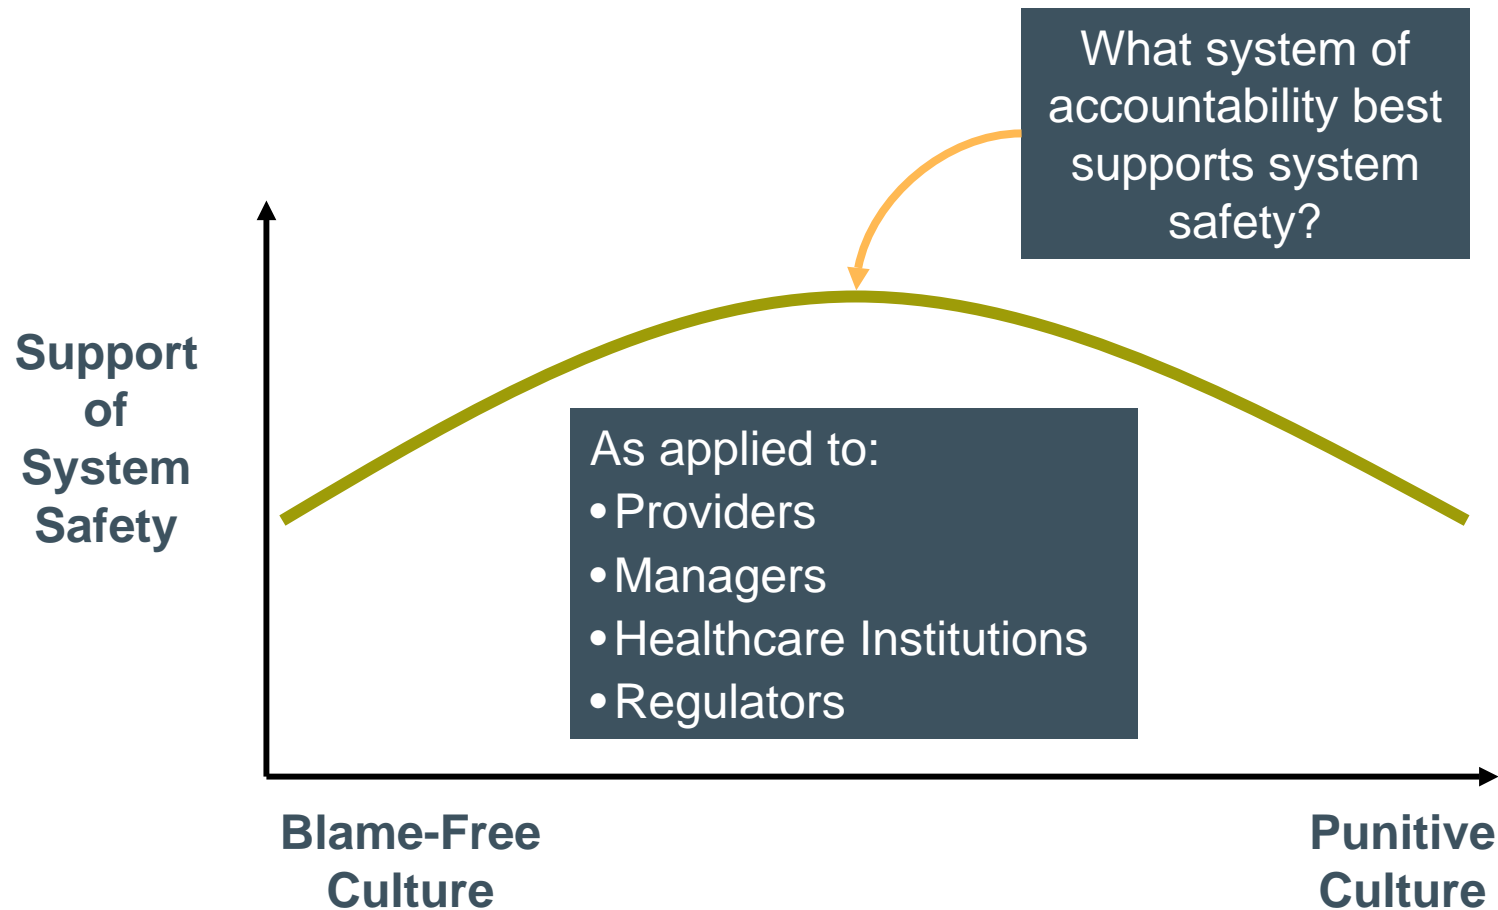 What system of
accountability best
supports system
safety?
Support
of
System
Safety
As applied to:
•Providers
•Managers
•Healthcare Institutions
•Regulators
Blame-Free
Culture
Punitive
Culture